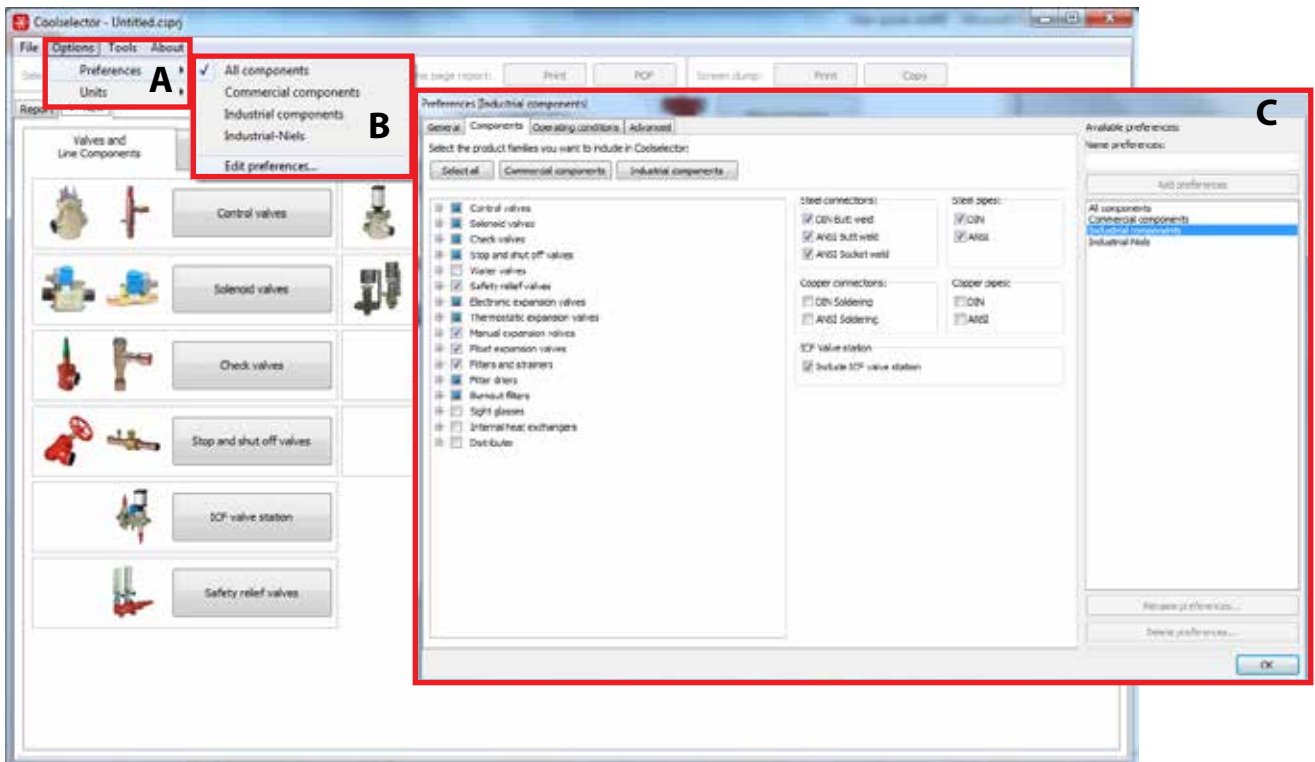 Coolselector - Untitled.csprj
File Options Tools About
Preferences
Units
A
✓ All components
Commercial components
Industrial components
Industrial-Niels
Edit preferences...
B
page report: Print PDF Screen dump: Print Copy
Report
Valves and
Line Components
Control valves
Solenoid valves
Check valves
Stop and shut off valves
ICF valve station
Safety relief valves
Preferences [Industrial components]
C
General Components Operating conditions Advanced
Select the product families you want to include in Coolselector:
Select all Commercial components Industrial components
Control valves
Solenoid valves
Check valves
Stop and shut off valves
Water valves
Safety relief valves
Electronic expansion valves
Thermostatic expansion valves
Manual expansion valves
Float expansion valves
Filters and strainers
Filter driers
Burnout filters
Sight glasses
Internal heat exchangers
Distributer
Steel connections:
DIN Butt weld
ANSI Butt weld
ANSI Socket weld
Steel pipes:
DIN
ANSI
Copper connections:
DIN Soldering
ANSI Soldering
Copper pipes:
DIN
ANSI
ICF Valve station
Include ICF valve station
Available preferences:
Name preferences:
Add preferences
All components
Commercial components
Industrial components
Industrial-Niels
Rename preferences...
Delete preferences...
OK